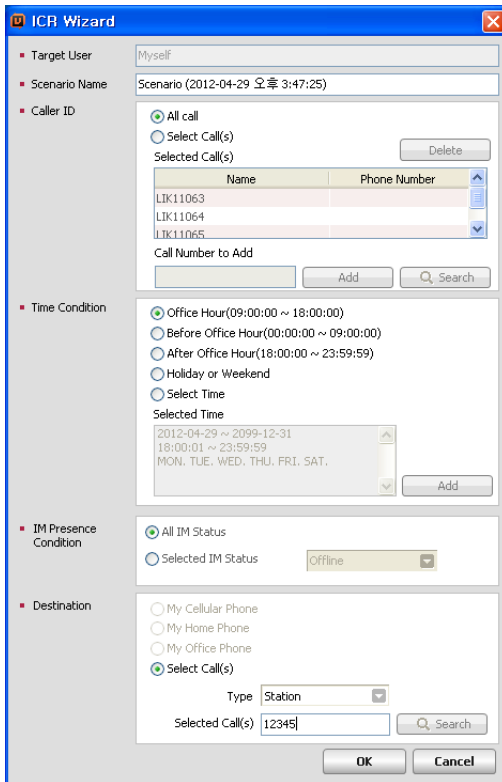 ICR Wizard
Target User
Myself
Scenario Name
Scenario (2012-04-29 오후 3:47:25)
Caller ID
All call
Select Call(s)
Selected Call(s)
Delete
Name Phone Number
LIK11063
LIK11064
LIK11065
Call Number to Add
Add
Search
Time Condition
Office Hour(09:00:00 ~ 18:00:00)
Before Office Hour(00:00:00 ~ 09:00:00)
After Office Hour(18:00:00 ~ 23:59:59)
Holiday or Weekend
Select Time
Selected Time
2012-04-29 ~ 2099-12-31
18:00:01 ~ 23:59:59
MON. TUE. WED. THU. FRI. SAT.
Add
IM Presence
Condition
All IM Status
Selected IM Status
Offline
Destination
My Cellular Phone
My Home Phone
My Office Phone
Select Call(s)
Type Station
Selected Call(s) 12345
Search
OK
Cancel